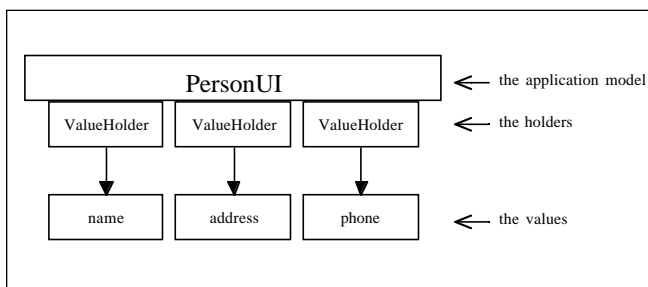 PersonUI
the application model
ValueHolder ValueHolder ValueHolder
the holders
name address phone
the values